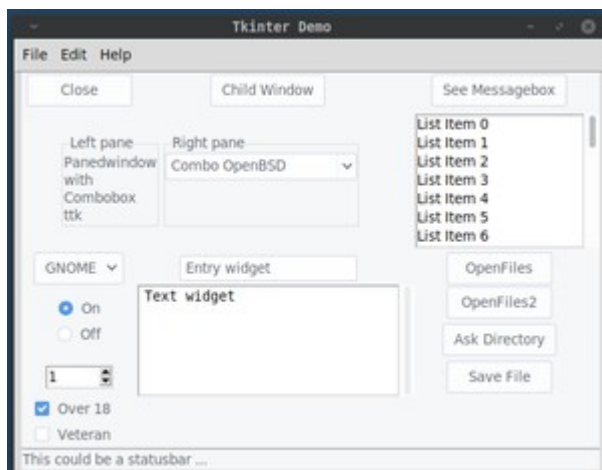 Tkinter Demo
File Edit Help
Close Child Window See Messagebox
Left pane
Panedwindow
with
Combobox
ttk
Right pane
Combo OpenBSD
List Item 0
List Item 1
List Item 2
List Item 3
List Item 4
List Item 5
List Item 6
GNOME Entry widget OpenFiles
On
Off
Text widget
OpenFiles2
Ask Directory
1
Save File
Over 18
Veteran
This could be a statusbar ...